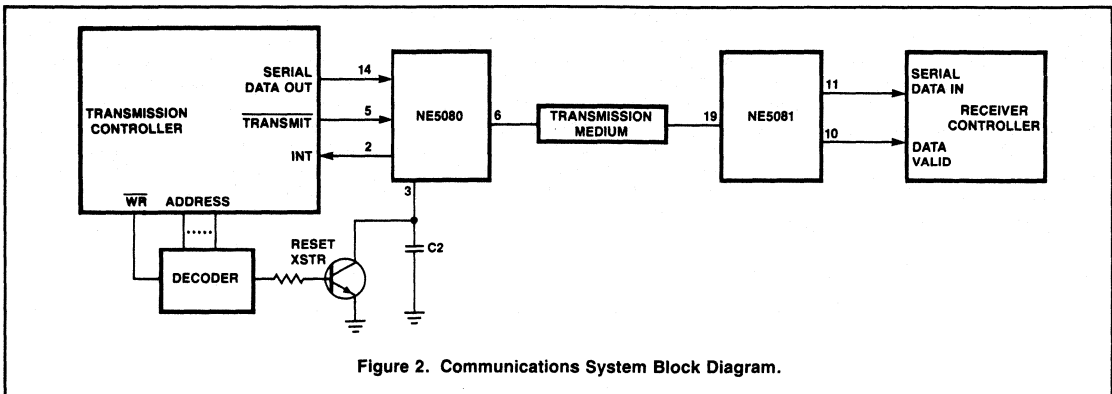 SERIAL
DATA OUT
14
TRANSMISSION
CONTROLLER
TRANSMIT
5
INT
2
NE5080
6
TRANSMISSION
MEDIUM
19
NE5081
11
10
SERIAL
DATA IN
RECEIVER
CONTROLLER
DATA
VALID
3
WR
ADDRESS
DECODER
RESET
XSTR
C2
Figure 2. Communications System Block Diagram.